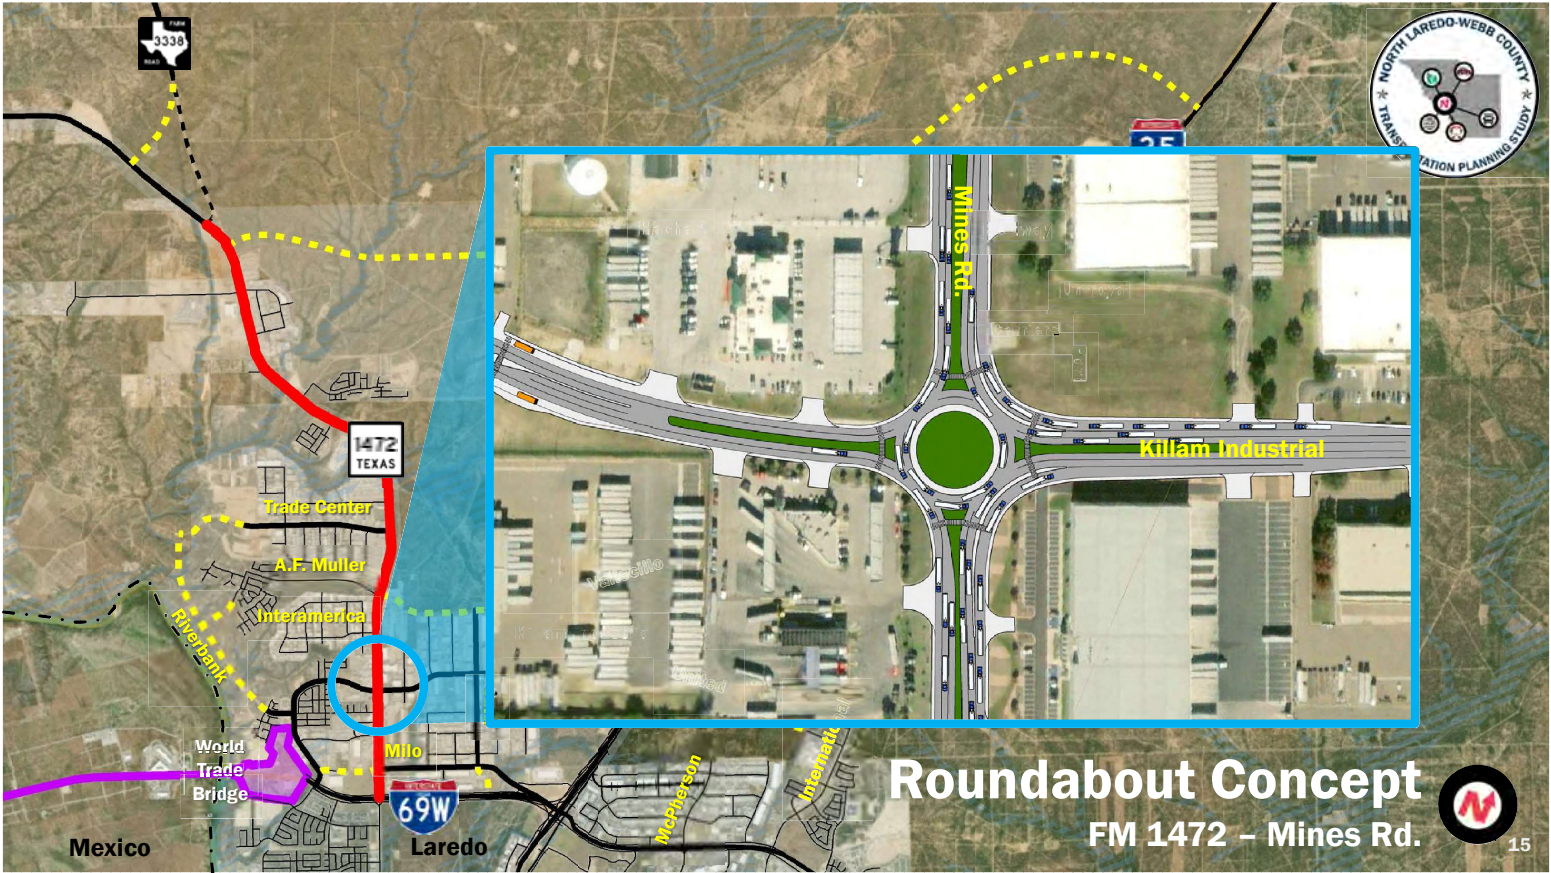 FARM
3338
ROAD
NORTH LAREDO-WEBB COUNTY
TRANSPORTATION PLANNING STUDY
Mines Rd.
Killam Industrial
1472
TEXAS
Trade Center
A.F. Muller
Interamerica
Riverbank
World
Trade
Bridge
Milo
INTERSTATE
69W
McPherson
Mexico
Laredo
Roundabout Concept
FM 1472 – Mines Rd.
15